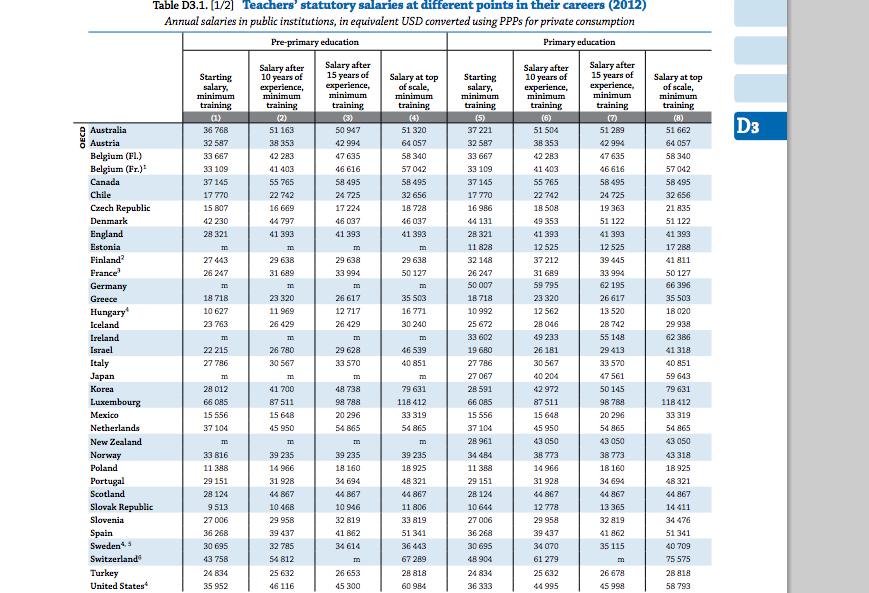 Table D3.1. [1/2] Teachers' statutory salaries at different points in their careers (2012)
Annual salaries in public institutions, in equivalent USD converted using PPPs for private consumption
Pre-primary education Primary education
Starting salary, minimum training Salary after 10 years of experience, minimum training Salary after 15 years of experience, minimum training Salary at top of scale, minimum training Starting salary, minimum training Salary after 10 years of experience, minimum training Salary after 15 years of experience, minimum training Salary at top of scale, minimum training
(1) (2) (3) (4) (5) (6) (7) (8)
D3
OECD
Australia 36 768 51 163 50 947 51 320 37 221 51 504 51 289 51 662
Austria 32 587 38 353 42 994 64 057 32 587 38 353 42 994 64 057
Belgium (Fl.) 33 667 42 283 47 635 58 340 33 667 42 283 47 635 58 340
Belgium (Fr.)1 33 109 41 403 46 616 57 042 33 109 41 403 46 616 57 042
Canada 37 145 55 765 58 495 58 495 37 145 55 765 58 495 58 495
Chile 17 770 22 742 24 725 32 656 17 770 22 742 24 725 32 656
Czech Republic 15 807 16 669 17 224 18 728 16 986 18 508 19 363 21 835
Denmark 42 230 44 797 46 037 46 037 44 131 49 353 51 122 51 122
England 28 321 41 393 41 393 41 393 28 321 41 393 41 393 41 393
Estonia m m m m 11 828 12 525 12 525 17 288
Finland2 27 443 29 638 29 638 29 638 32 148 37 212 39 445 41 811
France3 26 247 31 689 33 994 50 127 26 247 31 689 33 994 50 127
Germany m m m m 50 007 59 795 62 195 66 396
Greece 18 718 23 320 26 617 35 503 18 718 23 320 26 617 35 503
Hungary4 10 627 11 969 12 717 16 771 10 992 12 562 13 520 18 020
Iceland 23 763 26 429 26 429 30 240 25 672 28 046 28 742 29 938
Ireland m m m m 33 602 49 233 55 148 62 386
Israel 22 215 26 780 29 628 46 539 19 680 26 181 29 413 41 318
Italy 27 786 30 567 33 570 40 851 27 786 30 567 33 570 40 851
Japan m m m m 27 067 40 204 47 561 59 643
Korea 28 012 41 700 48 738 79 631 28 591 42 972 50 145 79 631
Luxembourg 66 085 87 511 98 788 118 412 66 085 87 511 98 788 118 412
Mexico 15 556 15 648 20 296 33 319 15 556 15 648 20 296 33 319
Netherlands 37 104 45 950 54 865 54 865 37 104 45 950 54 865 54 865
New Zealand m m m m 28 961 43 050 43 050 43 050
Norway 33 816 39 235 39 235 39 235 34 484 38 773 38 773 43 318
Poland 11 388 14 966 18 160 18 925 11 388 14 966 18 160 18 925
Portugal 29 151 31 928 34 694 48 321 29 151 31 928 34 694 48 321
Scotland 28 124 44 867 44 867 44 867 28 124 44 867 44 867 44 867
Slovak Republic 9 513 10 468 10 946 11 806 10 644 12 778 13 365 14 411
Slovenia 27 006 29 958 32 819 33 819 27 006 29 958 32 819 34 476
Spain 36 268 39 437 41 862 51 341 36 268 39 437 41 862 51 341
Sweden4, 5 30 695 32 785 34 614 36 443 30 695 34 070 35 115 40 709
Switzerland6 43 758 54 812 m 67 289 48 904 61 279 m 75 575
Turkey 24 834 25 632 26 653 28 818 24 834 25 632 26 678 28 818
United States4 35 952 46 116 45 300 60 984 36 333 44 995 45 998 58 793